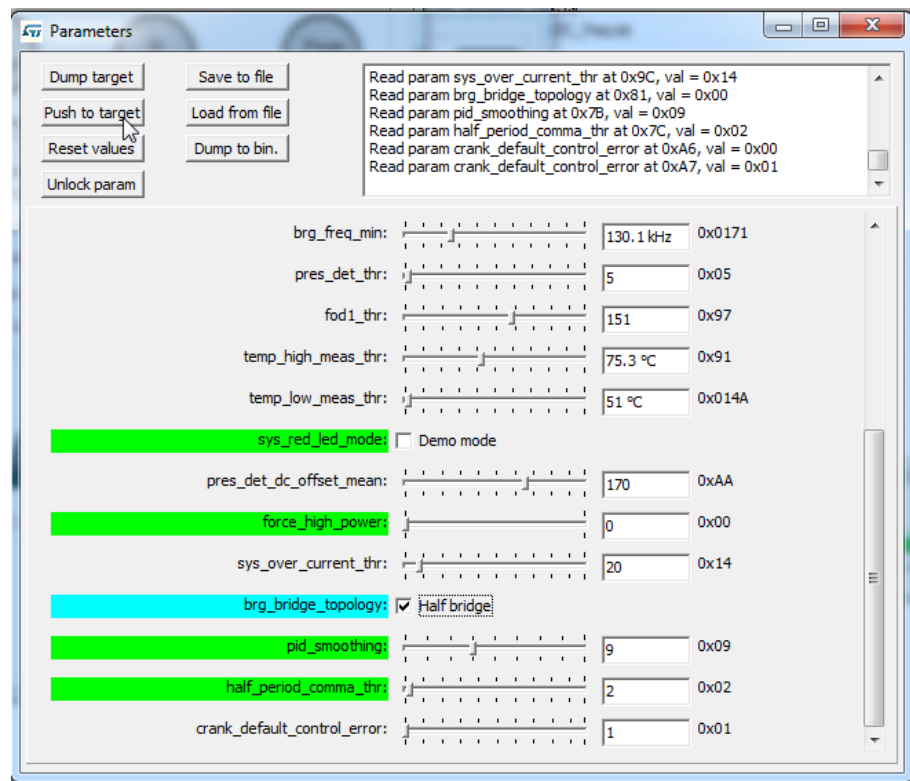 Parameters
Dump target
Save to file
Push to target
Load from file
Reset values
Dump to bin.
Unlock param
Read param sys_over_current_thr at 0x9C, val = 0x14
Read param brg_bridge_topology at 0x81, val = 0x00
Read param pid_smoothing at 0x7B, val = 0x09
Read param half_period_comma_thr at 0x7C, val = 0x02
Read param crank_default_control_error at 0xA6, val = 0x00
Read param crank_default_control_error at 0xA7, val = 0x01
brg_freq_min: 130.1 kHz 0x0171
pres_det_thr: 5 0x05
fod1_thr: 151 0x97
temp_high_meas_thr: 75.3 ºC 0x91
temp_low_meas_thr: 51 ºC 0x014A
sys_red_led_mode: Demo mode
pres_det_dc_offset_mean: 170 0xAA
force_high_power: 0 0x00
sys_over_current_thr: 20 0x14
brg_bridge_topology: Half bridge
pid_smoothing: 9 0x09
half_period_comma_thr: 2 0x02
crank_default_control_error: 1 0x01